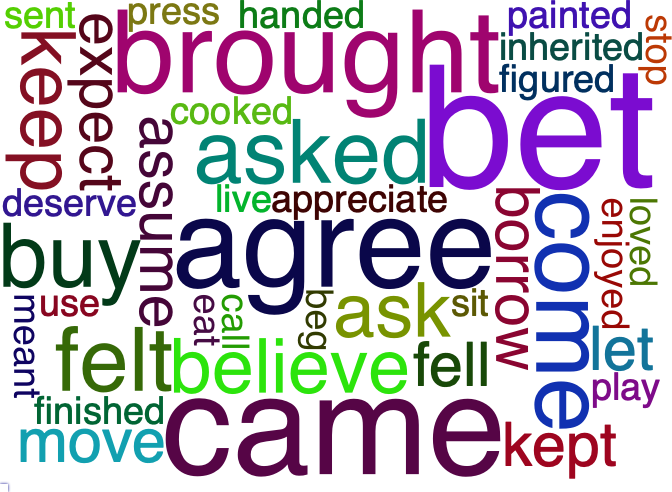 sent
press
handed
painted
stop
keep
expect
brought
inherited
figured
bet
cooked
assume
asked
deserve
live
appreciate
borrow
come
enjoyed
loved
buy
agree
meant
use
eat
call
beg
ask
sit
felt
believe
fell
let
play
finished
move
came
kept